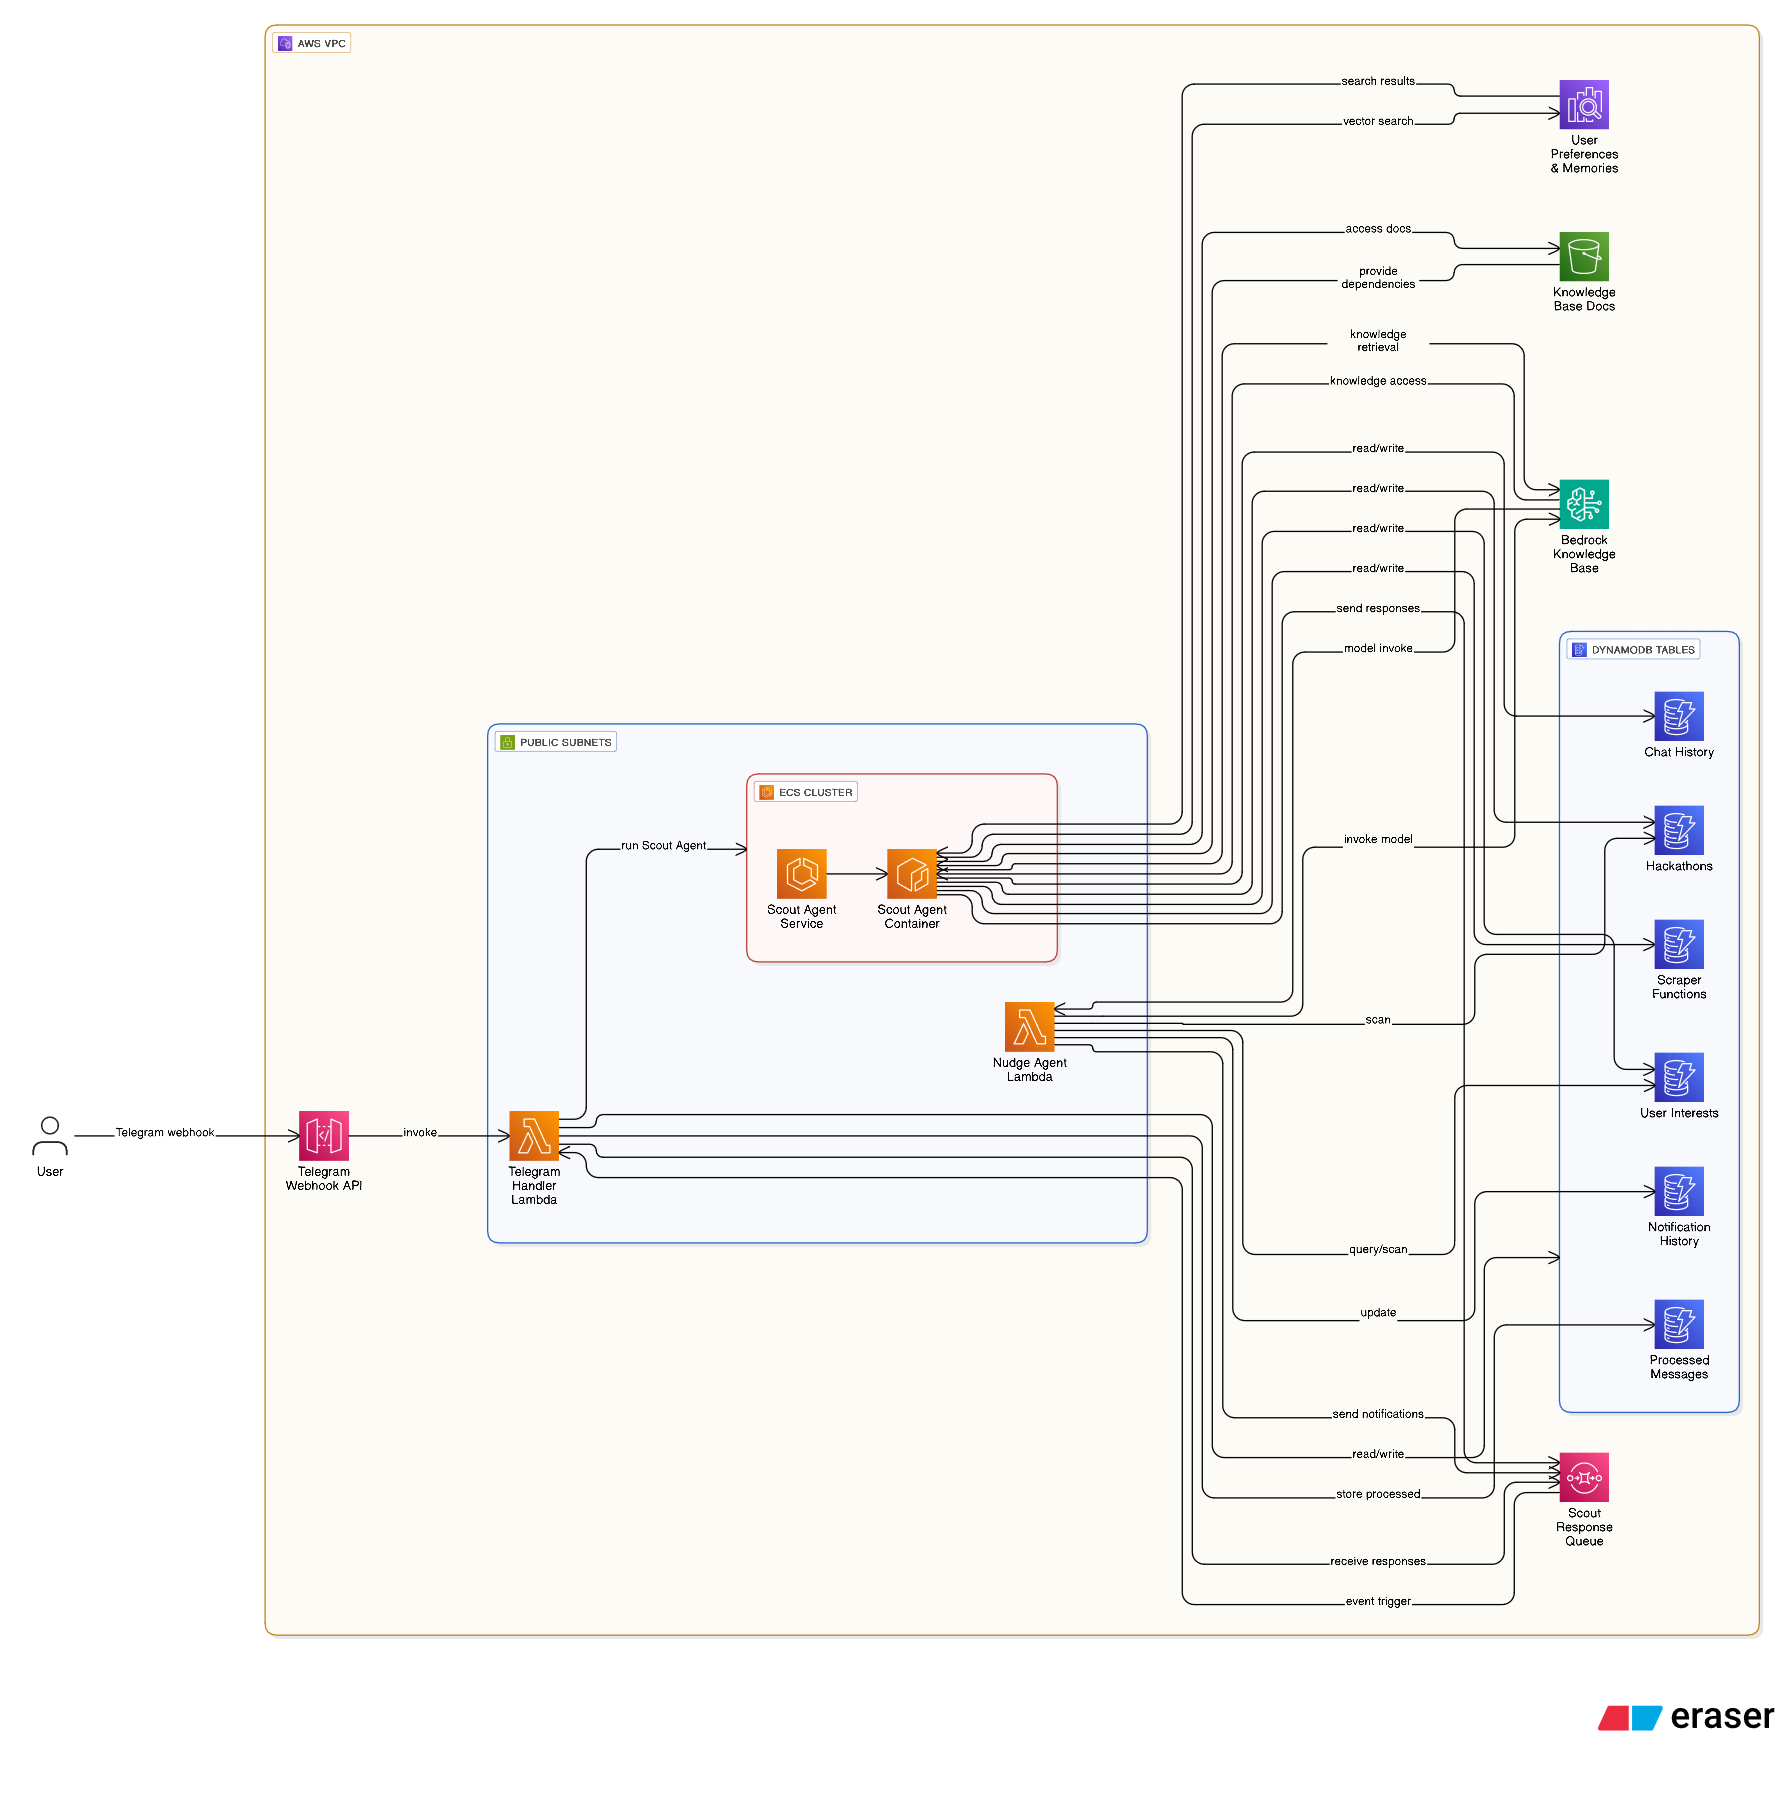 AWS VPC
search results
vector search
User
Preferences
& Memories
access docs
provide
dependencies
Knowledge
Base Docs
knowledge
retrieval
knowledge access
read/write
read/write
read/write
read/write
send responses
model invoke
Bedrock
Knowledge
Base
DYNAMODB TABLES
Chat History
PUBLIC SUBNETS
ECS CLUSTER
run Scout Agent
Scout Agent
Service
Scout Agent
Container
invoke model
Hackathons
Scraper
Functions
scan
Nudge Agent
Lambda
User Interests
User
Telegram webhook
Telegram
Webhook API
invoke
Telegram
Handler
Lambda
Notification
History
query/scan
update
Processed
Messages
send notifications
read/write
store processed
Scout
Response
Queue
receive responses
event trigger
eraser